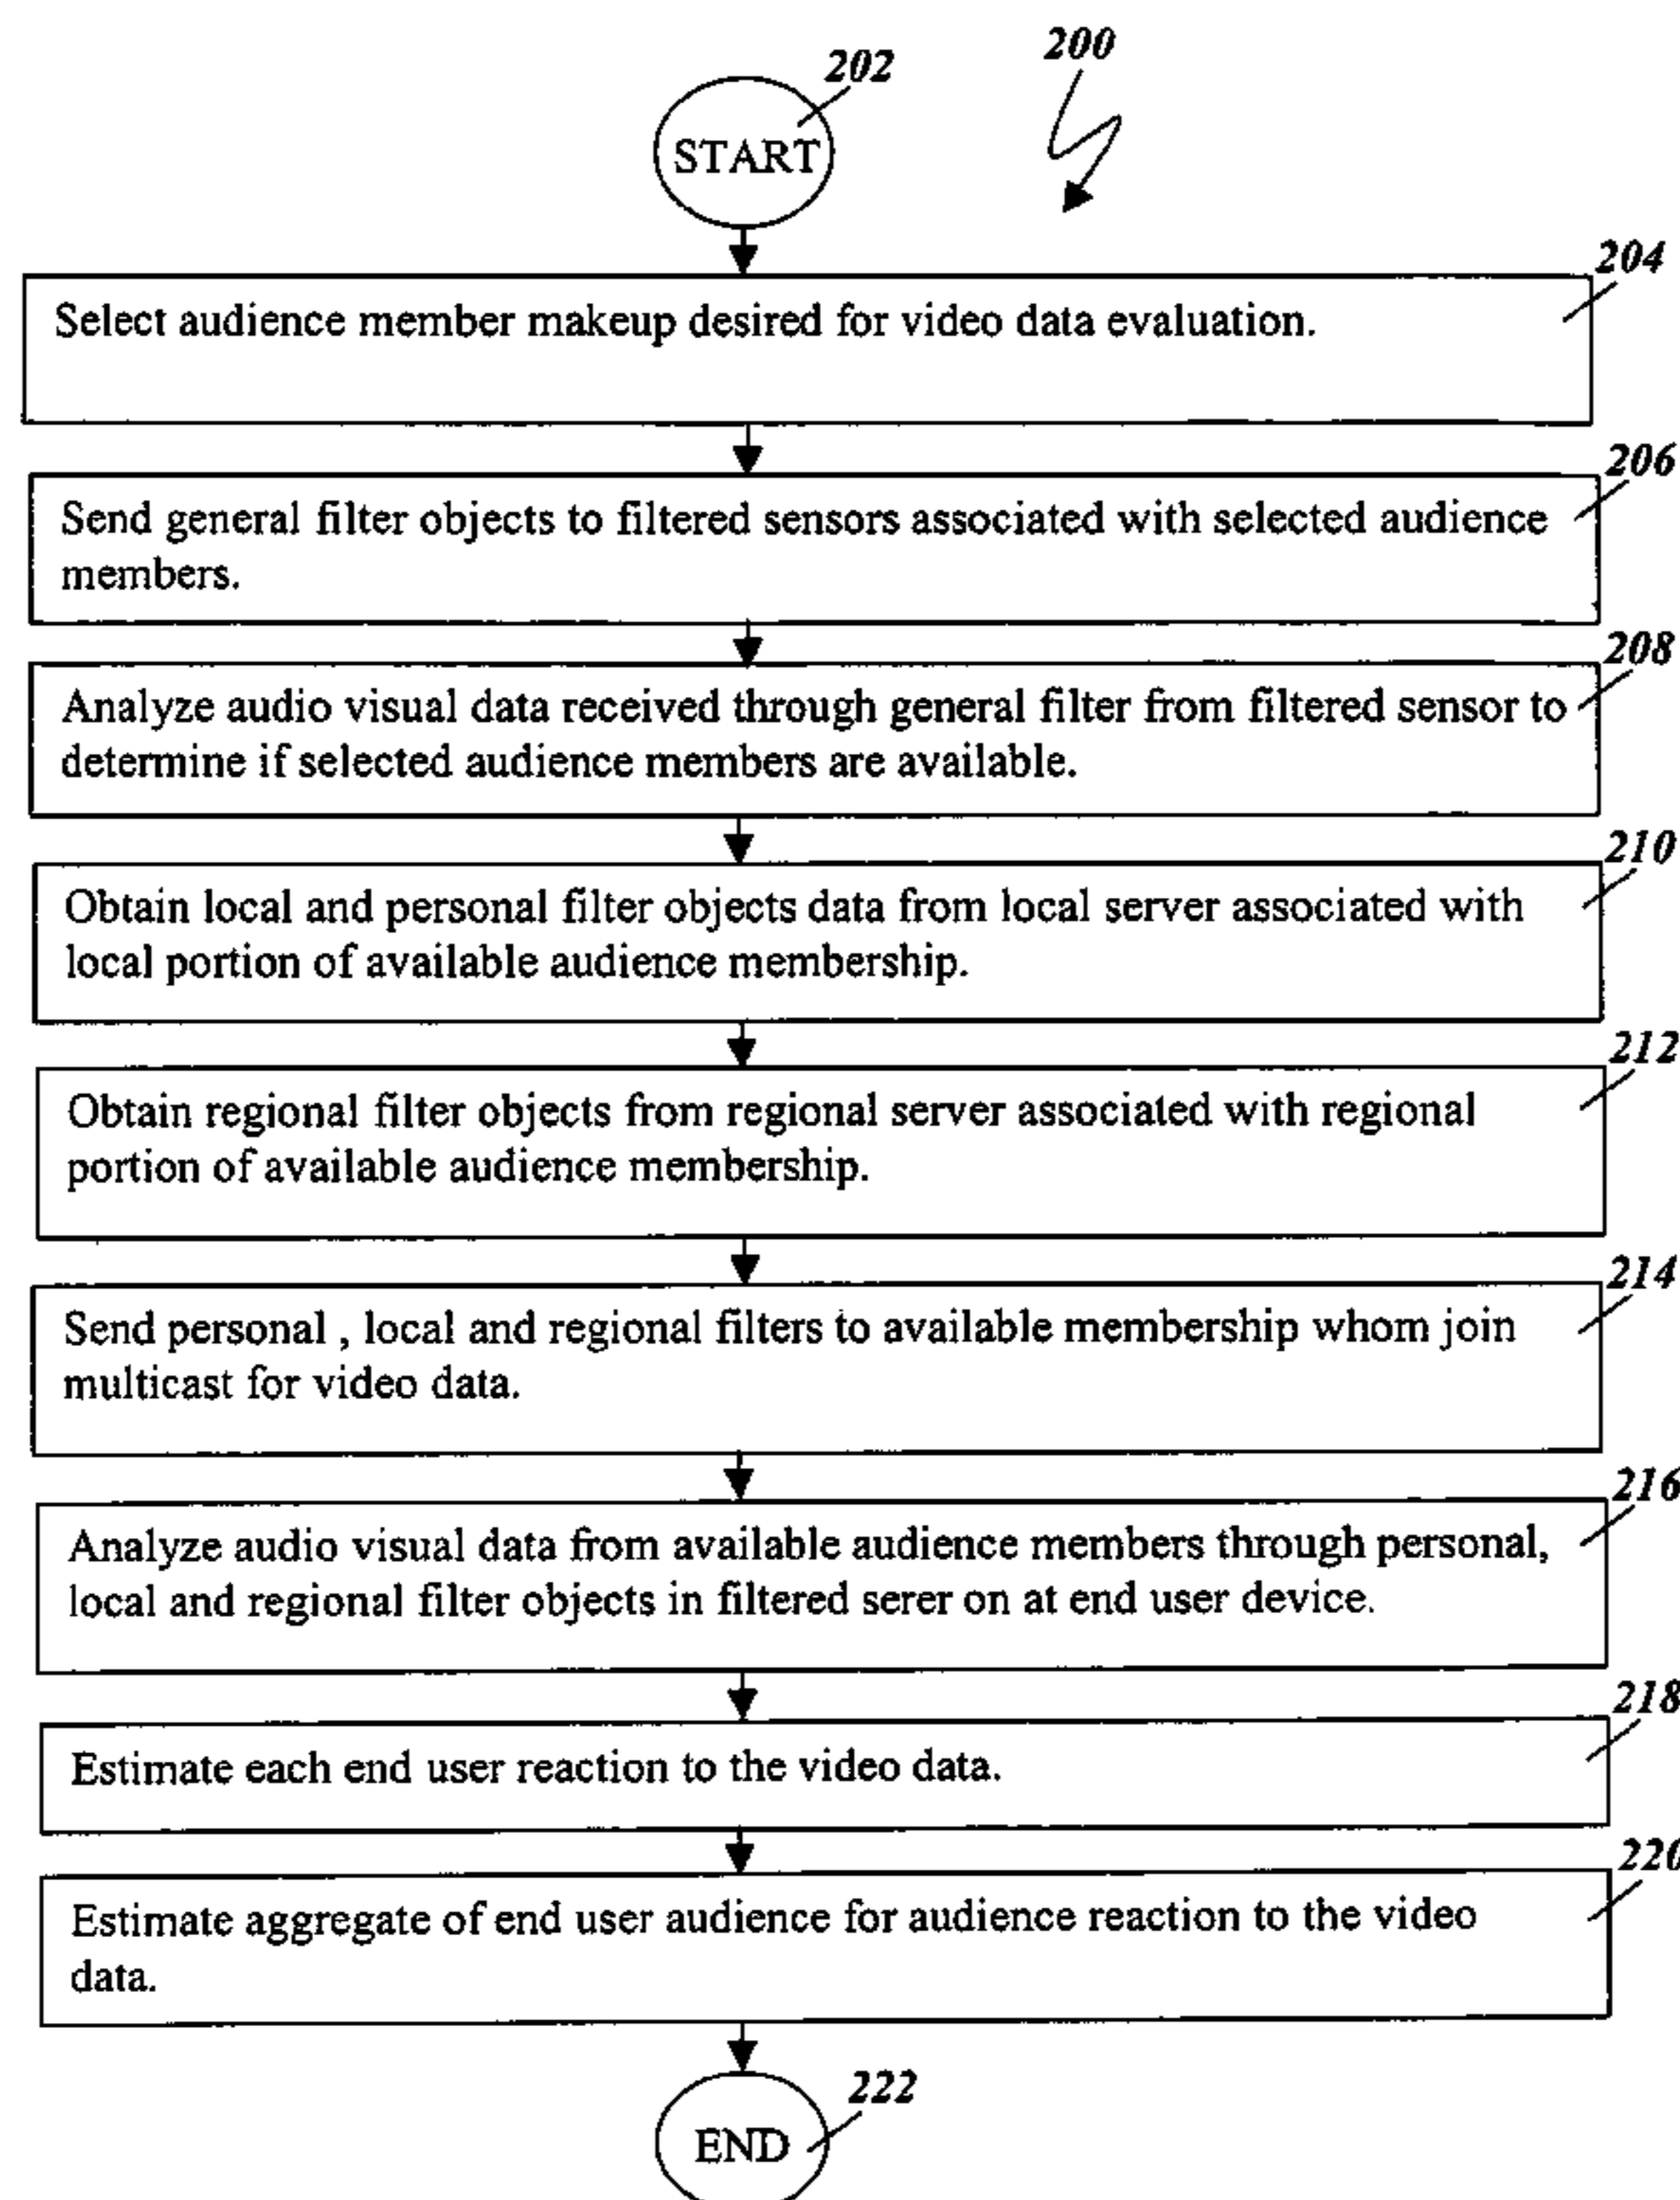 200
202
START
204
Select audience member makeup desired for video data evaluation.
206
Send general filter objects to filtered sensors associated with selected audience
members.
208
Analyze audio visual data received through general filter from filtered sensor to
determine if selected audience members are available.
210
Obtain local and personal filter objects data from local server associated with
local portion of available audience membership.
212
Obtain regional filter objects from regional server associated with regional
portion of available audience membership.
214
Send personal , local and regional filters to available membership whom join
multicast for video data.
216
Analyze audio visual data from available audience members through personal,
local and regional filter objects in filtered serer on at end user device.
218
Estimate each end user reaction to the video data.
220
Estimate aggregate of end user audience for audience reaction to the video
data.
222
END